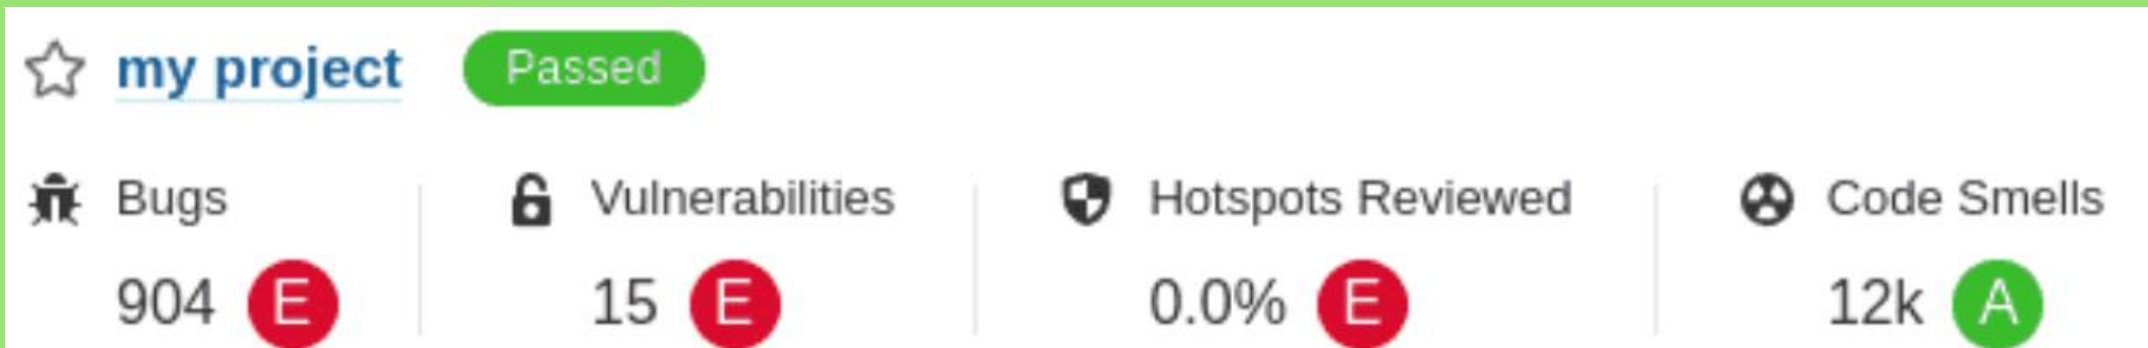 my project Passed
Bugs Vulnerabilities Hotspots Reviewed Code Smells
904 E 15 E 0.0% E 12k A